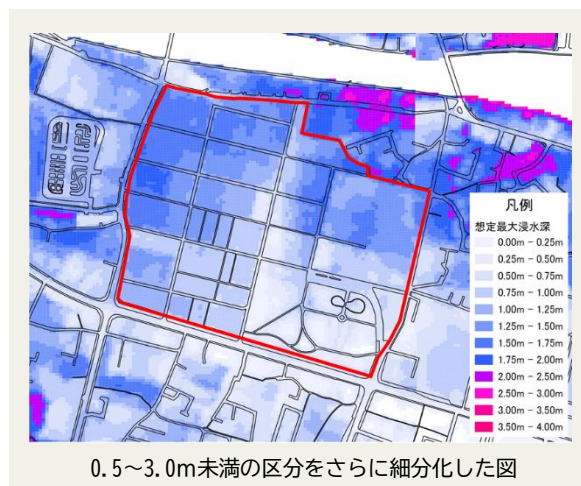 凡例
想定最大浸水深
0.00m - 0.25m
0.25m - 0.50m
0.50m - 0.75m
0.75m - 1.00m
1.00m - 1.25m
1.25m - 1.50m
1.50m - 1.75m
1.75m - 2.00m
2.00m - 2.50m
2.50m - 3.00m
3.00m - 3.50m
3.50m - 4.00m
0.5～3.0m未満の区分をさらに細分化した図